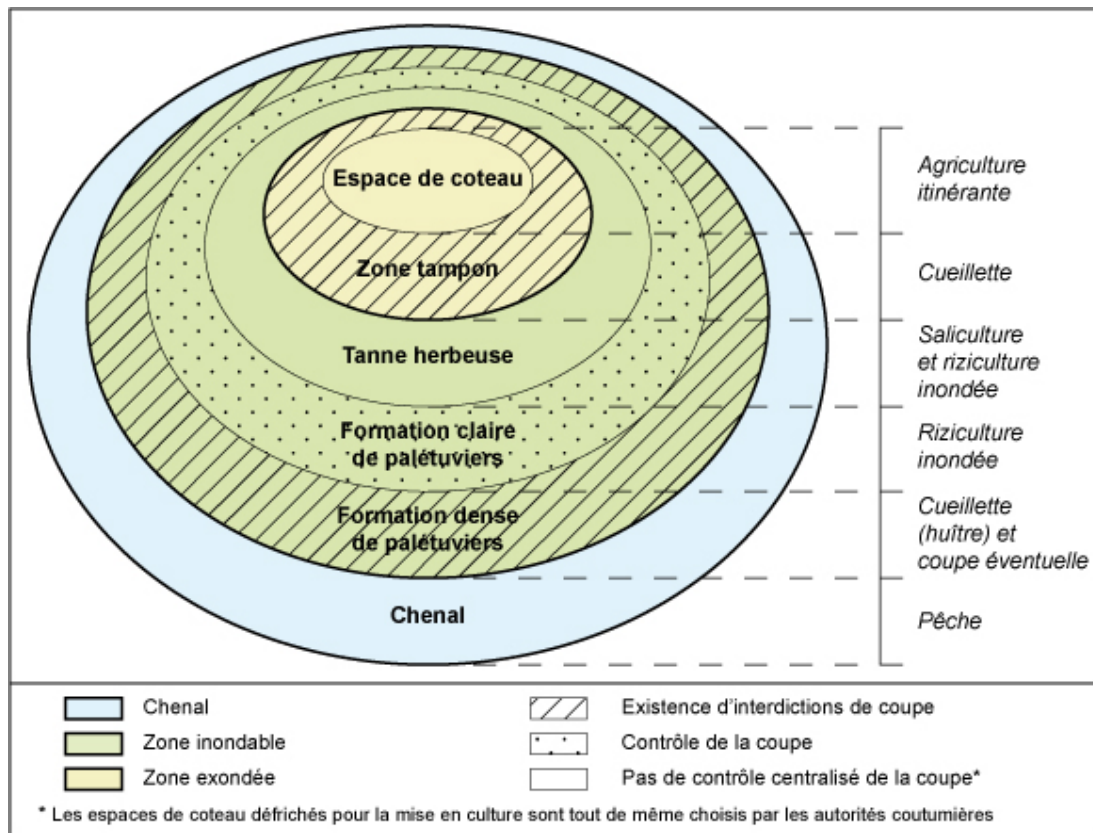 Espace de coteau
Zone tampon
Tanne herbeuse
Formation claire
de palétuviers
Formation dense
de palétuviers
Chenal
Agriculture
itinérante
Cueillette
Saliculture
et riziculture
inondée
Riziculture
inondée
Cueillette
(huître) et
coupe éventuelle
Pêche
Chenal
Zone inondable
Zone exondée
Existence d'interdictions de coupe
Contrôle de la coupe
Pas de contrôle centralisé de la coupe*
* Les espaces de coteau défrichés pour la mise en culture sont tout de même choisis par les autorités coutumières